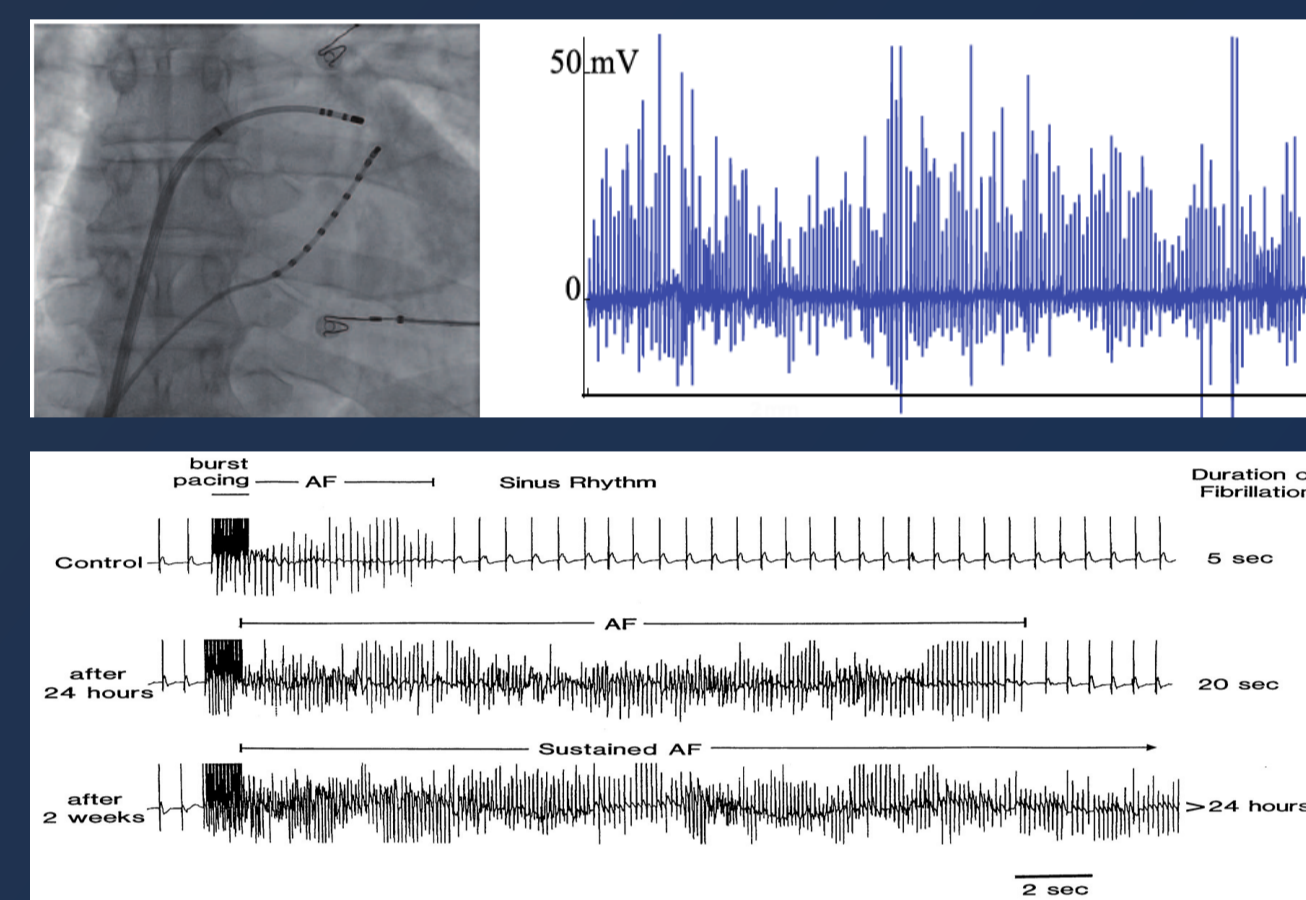 50 mV
0
burst
pacing
AF
Sinus Rhythm
Duration o
Fibrillation
Control
5 sec
AF
after
24 hours
20 sec
Sustained AF
after
2 weeks
>24 hours
2 sec